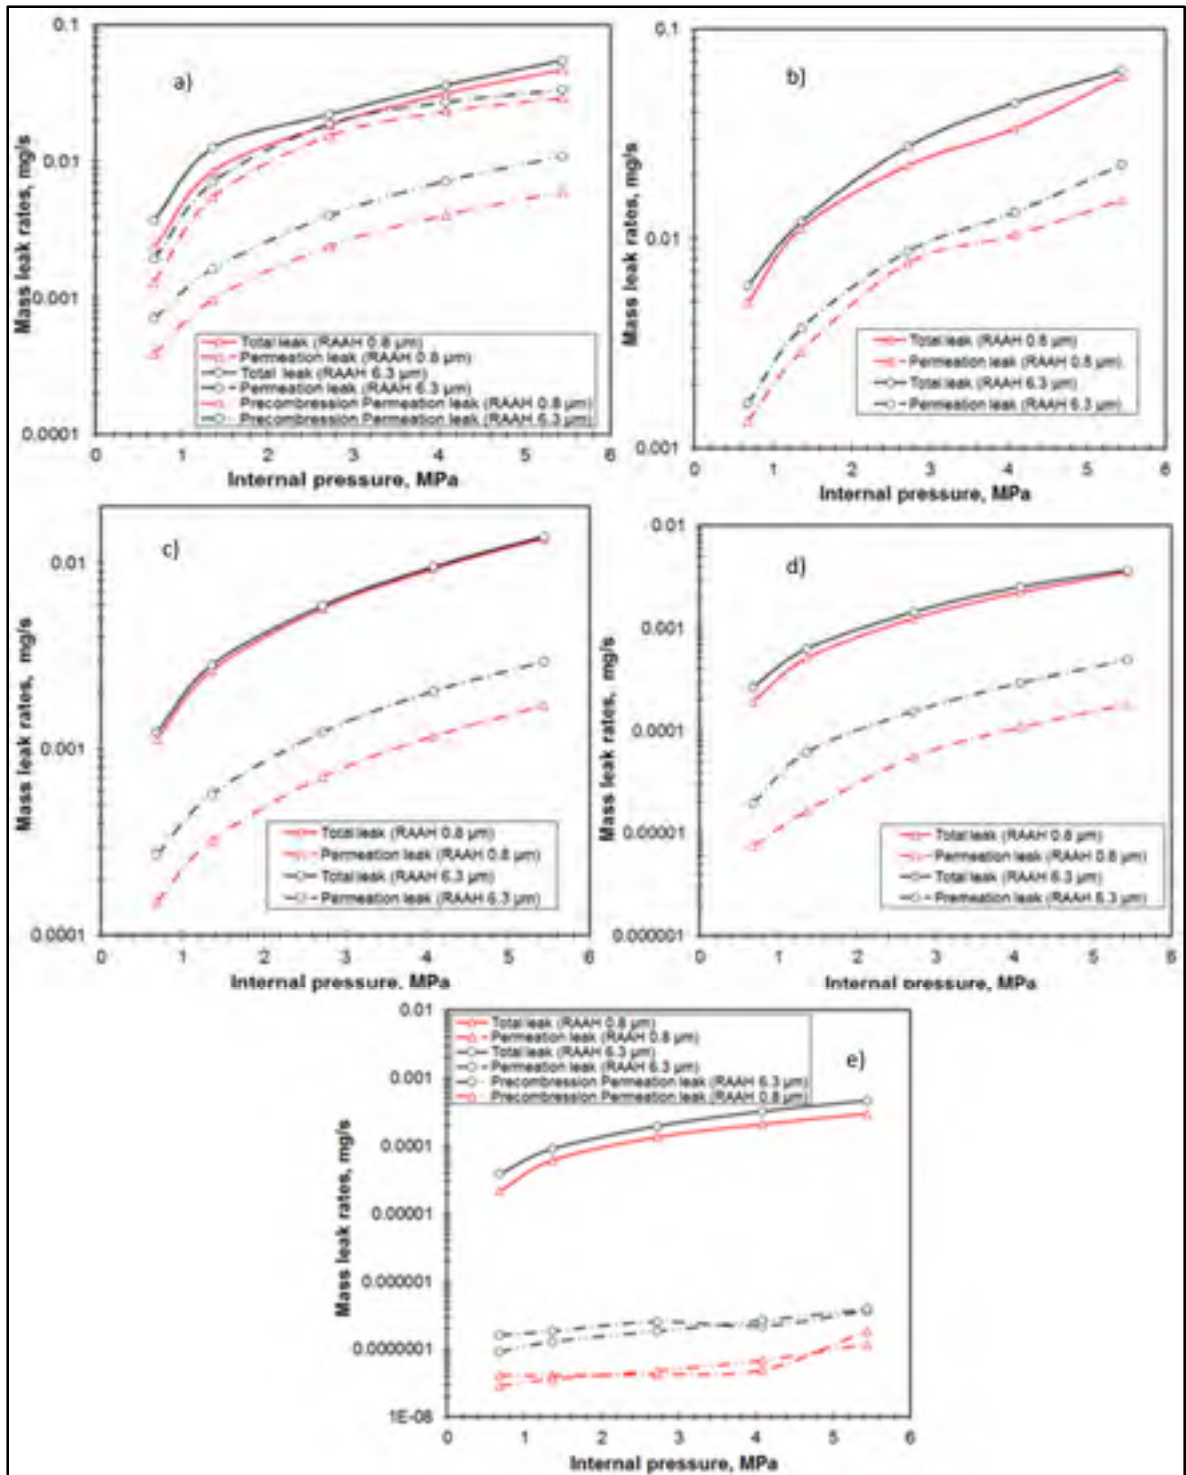 a)
Mass leak rates, mg/s
0.1
0.01
0.001
0.0001
Total leak (RAAH 0.8 µm)
Permeation leak (RAAH 0.8 µm)
Total leak (RAAH 6.3 µm)
Permeation leak (RAAH 6.3 µm)
Precombression Permeation leak (RAAH 0.8 µm)
Precombression Permeation leak (RAAH 6.3 µm)
0 1 2 3 4 5 6
Internal pressure, MPa
b)
Mass leak rates, mg/s
0.1
0.01
0.001
Total leak (RAAH 0.8 µm)
Permeation leak (RAAH 0.8 µm)
Total leak (RAAH 6.3 µm)
Permeation leak (RAAH 6.3 µm)
0 1 2 3 4 5 6
Internal pressure, MPa
c)
Mass leak rates, mg/s
0.01
0.001
0.0001
Total leak (RAAH 0.8 µm)
Permeation leak (RAAH 0.8 µm)
Total leak (RAAH 6.3 µm)
Permeation leak (RAAH 6.3 µm)
0 1 2 3 4 5 6
Internal pressure, MPa
d)
Mass leak rates, mg/s
0.01
0.001
0.0001
0.00001
0.000001
Total leak (RAAH 0.8 µm)
Permeation leak (RAAH 0.8 µm)
Total leak (RAAH 6.3 µm)
Premeation leak (RAAH 6.3 µm)
0 1 2 3 4 5 6
Internal pressure, MPa
e)
Mass leak rates, mg/s
0.01
0.001
0.0001
0.00001
0.000001
0.0000001
1E-08
Total leak (RAAH 0.8 µm)
Permeation leak (RAAH 0.8 µm)
Total leak (RAAH 6.3 µm)
Permeation leak (RAAH 6.3 µm)
Precombression Permeation leak (RAAH 6.3 µm)
Precombression Permeation leak (RAAH 0.8 µm)
0 1 2 3 4 5 6
Internal pressure, MPa